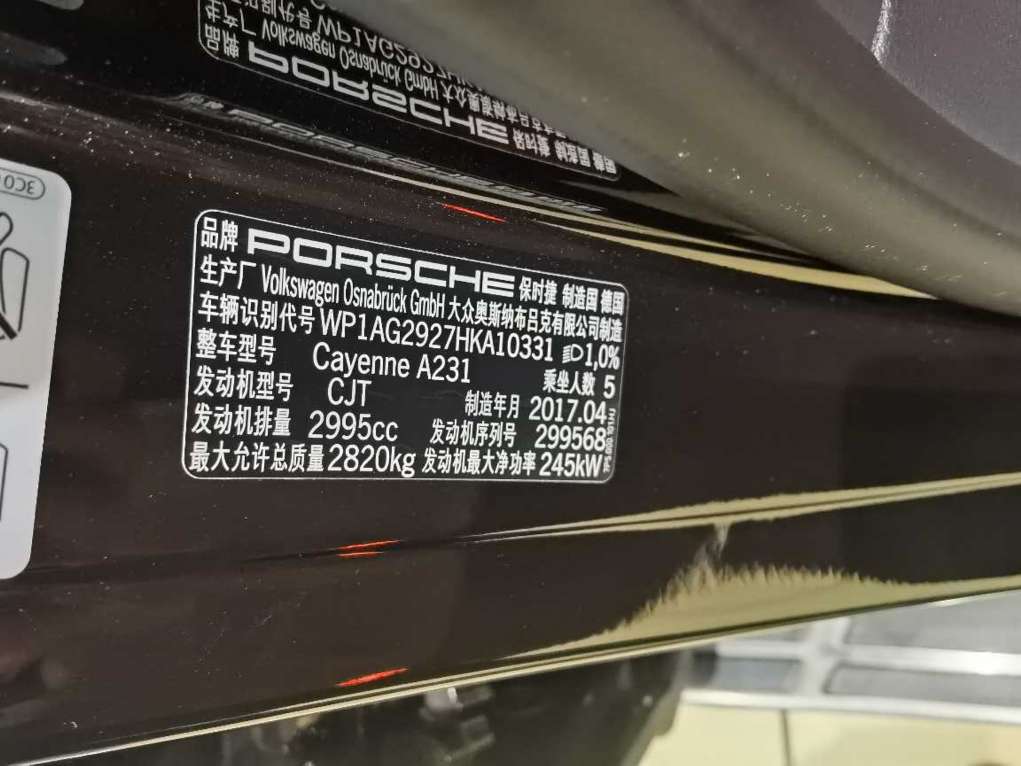 品牌 PORSCHE 保时捷 制造国 德国
生产厂 Volkswagen Osnabrück GmbH 大众奥斯纳布吕克有限公司制造
车辆识别代号 WP1AG2927HKA10331 1,0%
整车型号 Cayenne A231 乘坐人数 5
发动机型号 CJT 制造年月 2017.04
发动机排量 2995cc 发动机序列号 299568
最大允许总质量 2820kg 发动机最大净功率 245kW